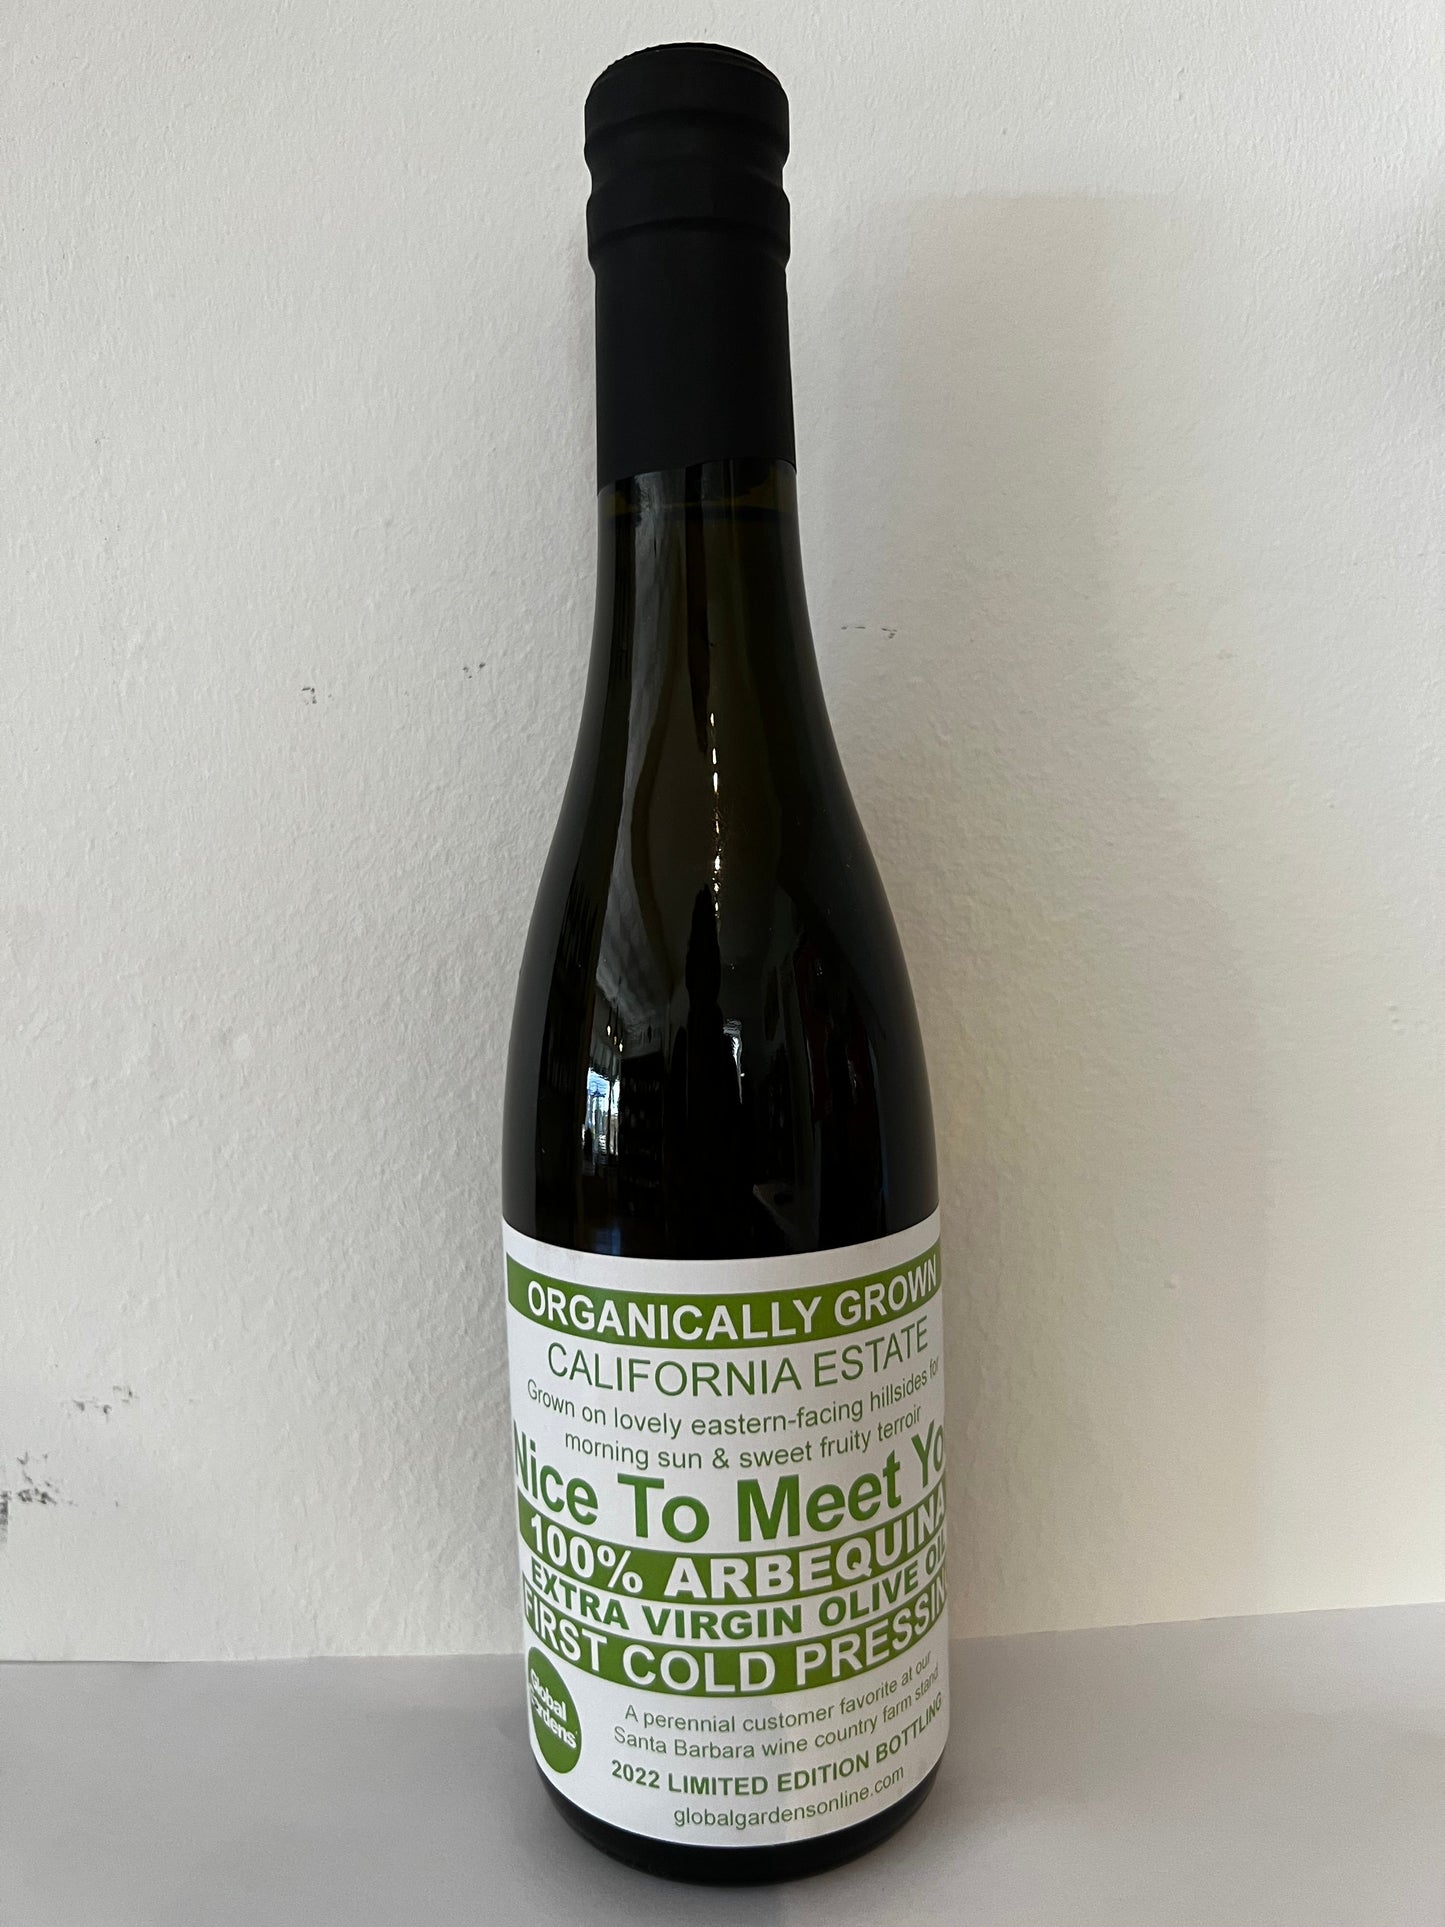 ORGANICALLY GROWN
CALIFORNIA ESTATE
Grown on lovely eastern-facing hillsides for
morning sun & sweet fruity terroir
Nice To Meet Yo
100% ARBEQUINA
EXTRA VIRGIN OLIVE OIL
FIRST COLD PRESSIN
Global
Gardens
A perennial customer favorite at our
Santa Barbara wine country farm stand
2022 LIMITED EDITION BOTTLING
globalgardensonline.com